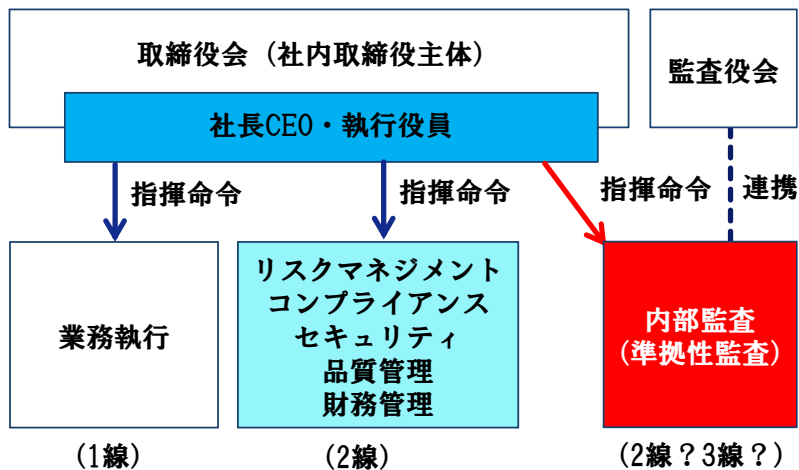 取締役会（社内取締役主体）
監査役会
社長CEO・執行役員
指揮命令
指揮命令
指揮命令
連携
業務執行
リスクマネジメント
コンプライアンス
セキュリティ
品質管理
財務管理
内部監査
(準拠性監査)
(1線)
(2線)
(2線？3線？)